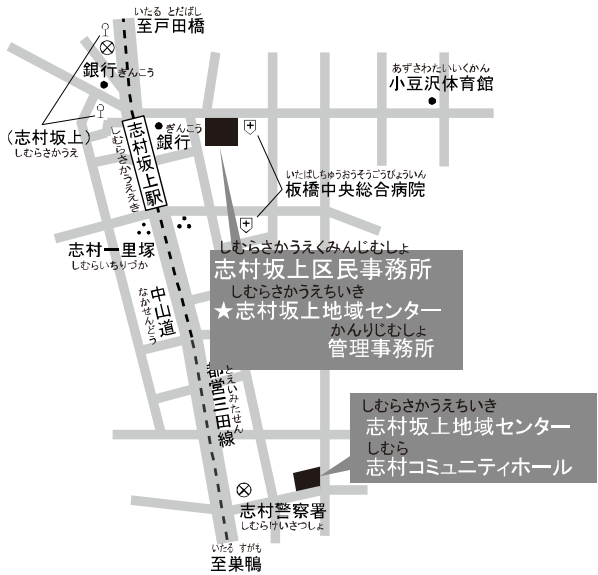 いたる とだばし
至戸田橋
銀行ぎんこう
あずさわたいいくかん
小豆沢体育館
(志村坂上)
しむらさかうえ
志村坂上駅
しむらさかうええき
ぎんこう
銀行
いたばしちゅうおうそうごうびょういん
板橋中央総合病院
志村一里塚
しむらいちりづか
しむらさかうえくみんじむしょ
志村坂上区民事務所
しむらさかうえちいき
★志村坂上地域センター
かんりじむしょ
管理事務所
中山道
なかせんどう
都営三田線
とえいみたせん
しむらさかうえちいき
志村坂上地域センター
しむら
志村コミュニティホール
志村警察署
しむらけいさつしょ
いたる すがも
至巣鴨